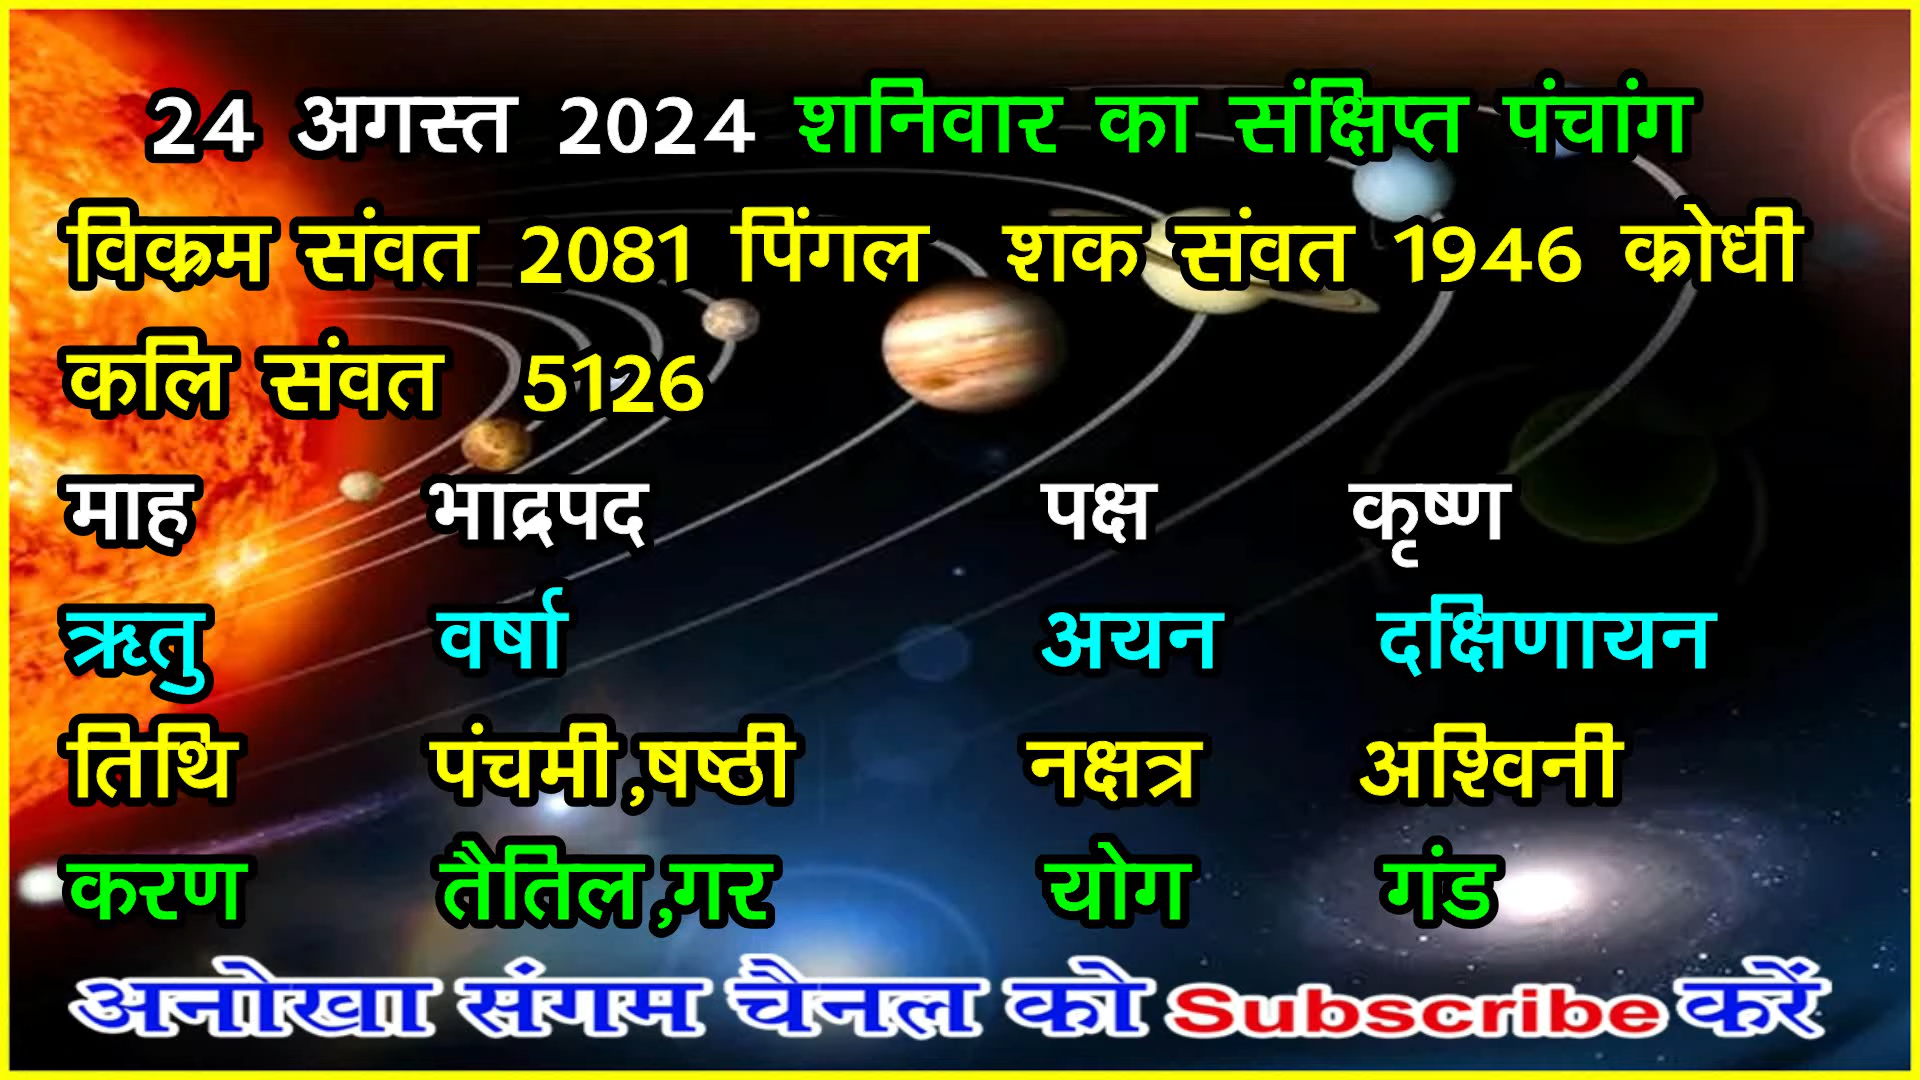 24 अगस्त 2024 शनिवार का संक्षिप्त पंचांग
विक्रम संवत 2081 पिंगल शक संवत 1946 क्रोधी
कलि संवत 5126
माह भाद्रपद पक्ष कृष्ण
ऋतु वर्षा अयन दक्षिणायन
तिथि पंचमी,षष्ठी नक्षत्र अश्विनी
करण तैतिल,गर योग गंड
अनोखा संगम चैनल को Subscribe करें